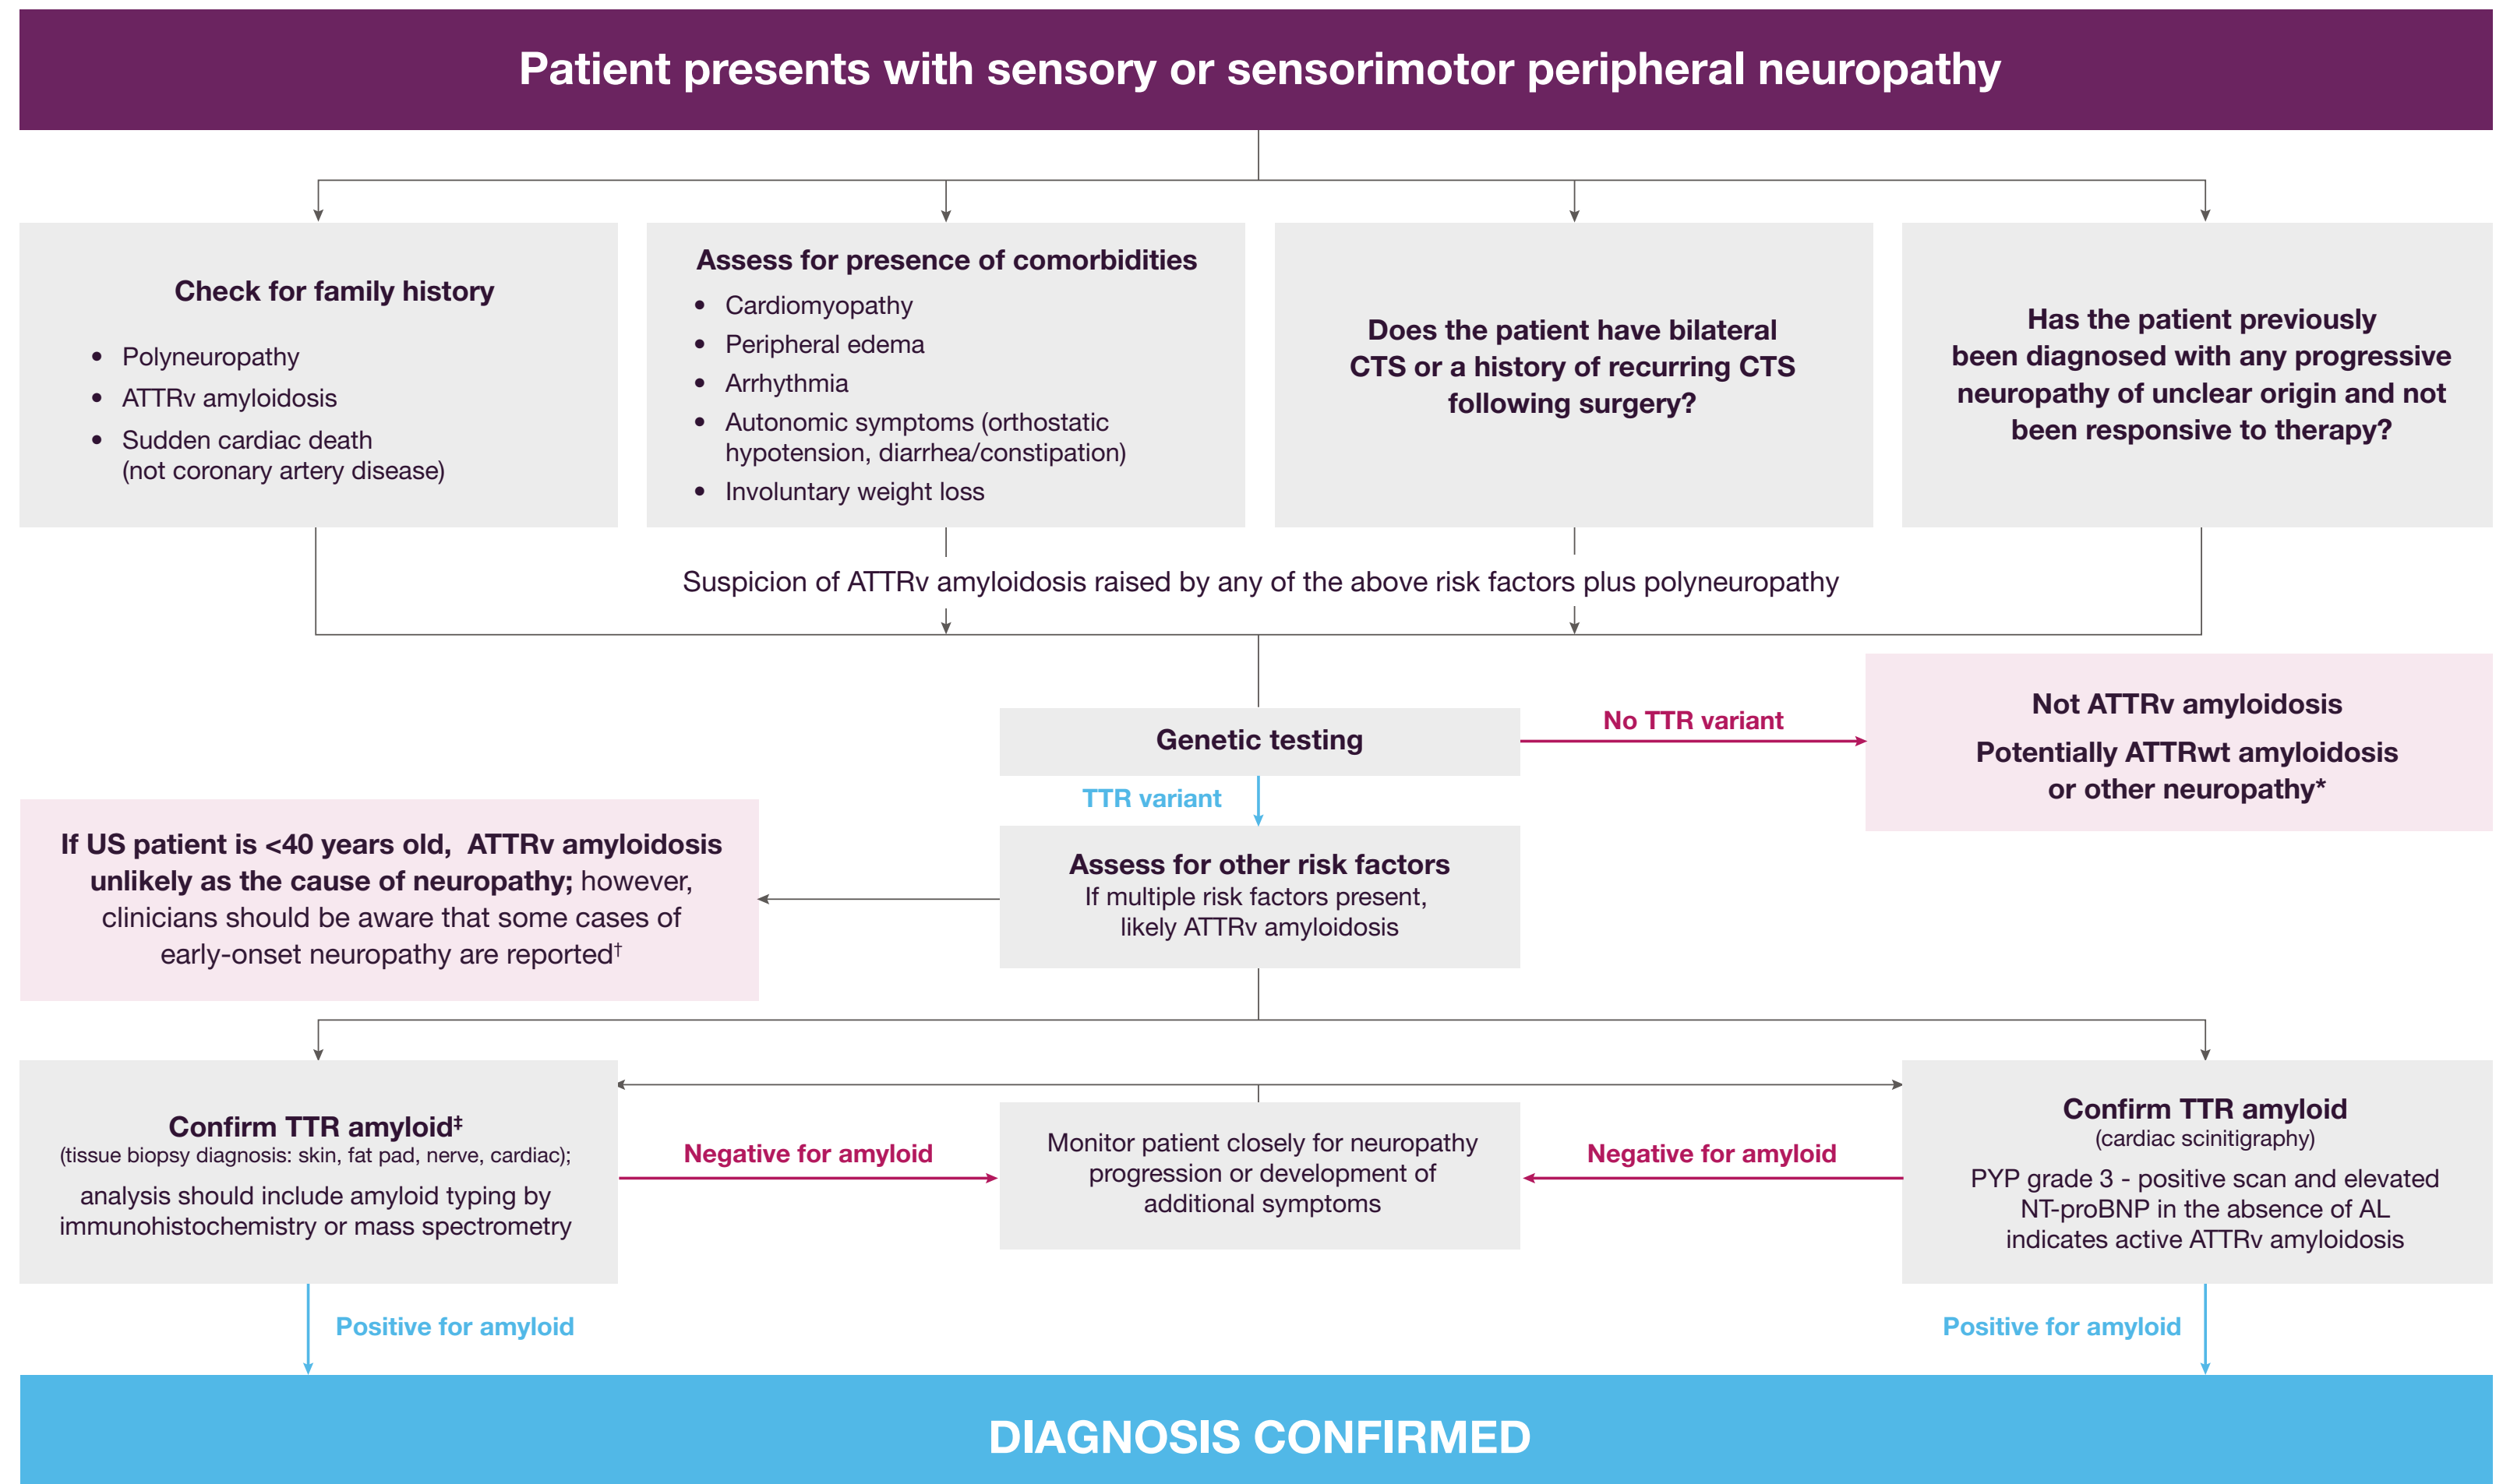 Patient presents with sensory or sensorimotor peripheral neuropathy
Check for family history
• Polyneuropathy
• ATTRv amyloidosis
• Sudden cardiac death
(not coronary artery disease)
Assess for presence of comorbidities
• Cardiomyopathy
• Peripheral edema
• Arrhythmia
• Autonomic symptoms (orthostatic
hypotension, diarrhea/constipation)
• Involuntary weight loss
Does the patient have bilateral
CTS or a history of recurring CTS
following surgery?
Has the patient previously
been diagnosed with any progressive
neuropathy of unclear origin and not
been responsive to therapy?
Suspicion of ATTRv amyloidosis raised by any of the above risk factors plus polyneuropathy
Genetic testing
No TTR variant
Not ATTRv amyloidosis
Potentially ATTRwt amyloidosis
or other neuropathy*
TTR variant
Assess for other risk factors
If multiple risk factors present,
likely ATTRv amyloidosis
If US patient is <40 years old, ATTRv amyloidosis
unlikely as the cause of neuropathy; however,
clinicians should be aware that some cases of
early-onset neuropathy are reported†
Confirm TTR amyloid‡
(tissue biopsy diagnosis: skin, fat pad, nerve, cardiac);
analysis should include amyloid typing by
immunohistochemistry or mass spectrometry
Negative for amyloid
Monitor patient closely for neuropathy
progression or development of
additional symptoms
Negative for amyloid
Confirm TTR amyloid
(cardiac scinitigraphy)
PYP grade 3 - positive scan and elevated
NT-proBNP in the absence of AL
indicates active ATTRv amyloidosis
Positive for amyloid
Positive for amyloid
DIAGNOSIS CONFIRMED